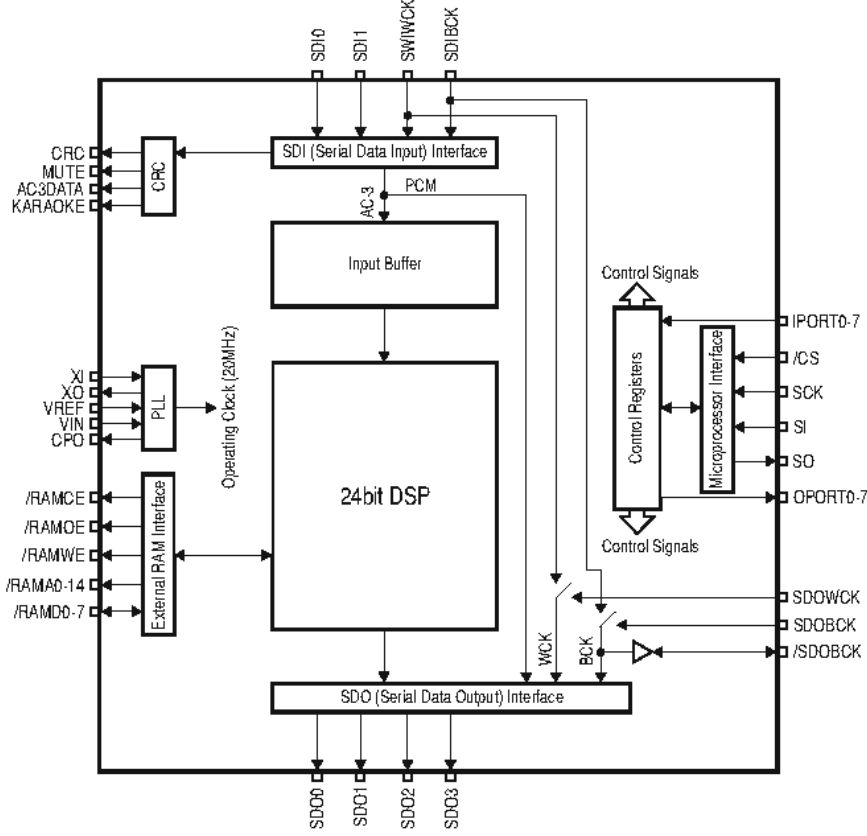 SDI0
SDI1
SWIWCK
SDIBCK
CRC
MUTE
AC3DATA
KARAOKE
CRC
SDI (Serial Data Input) Interface
AC-3
PCM
Input Buffer
Control Signals
IPORT0-7
/CS
SCK
SI
SO
OPORT0-7
Control Registers
Microprocessor Interface
Control Signals
XI
XO
VREF
VIN
CPO
PLL
Operating Clock (20MHz)
24bit DSP
/RAMCE
/RAMOE
/RAMWE
/RAMA0-14
/RAMD0-7
External RAM Interface
SDOWCK
SDOBCK
/SDOBCK
WCK
BCK
SDO (Serial Data Output) Interface
SDO0
SDO1
SDO2
SDO3